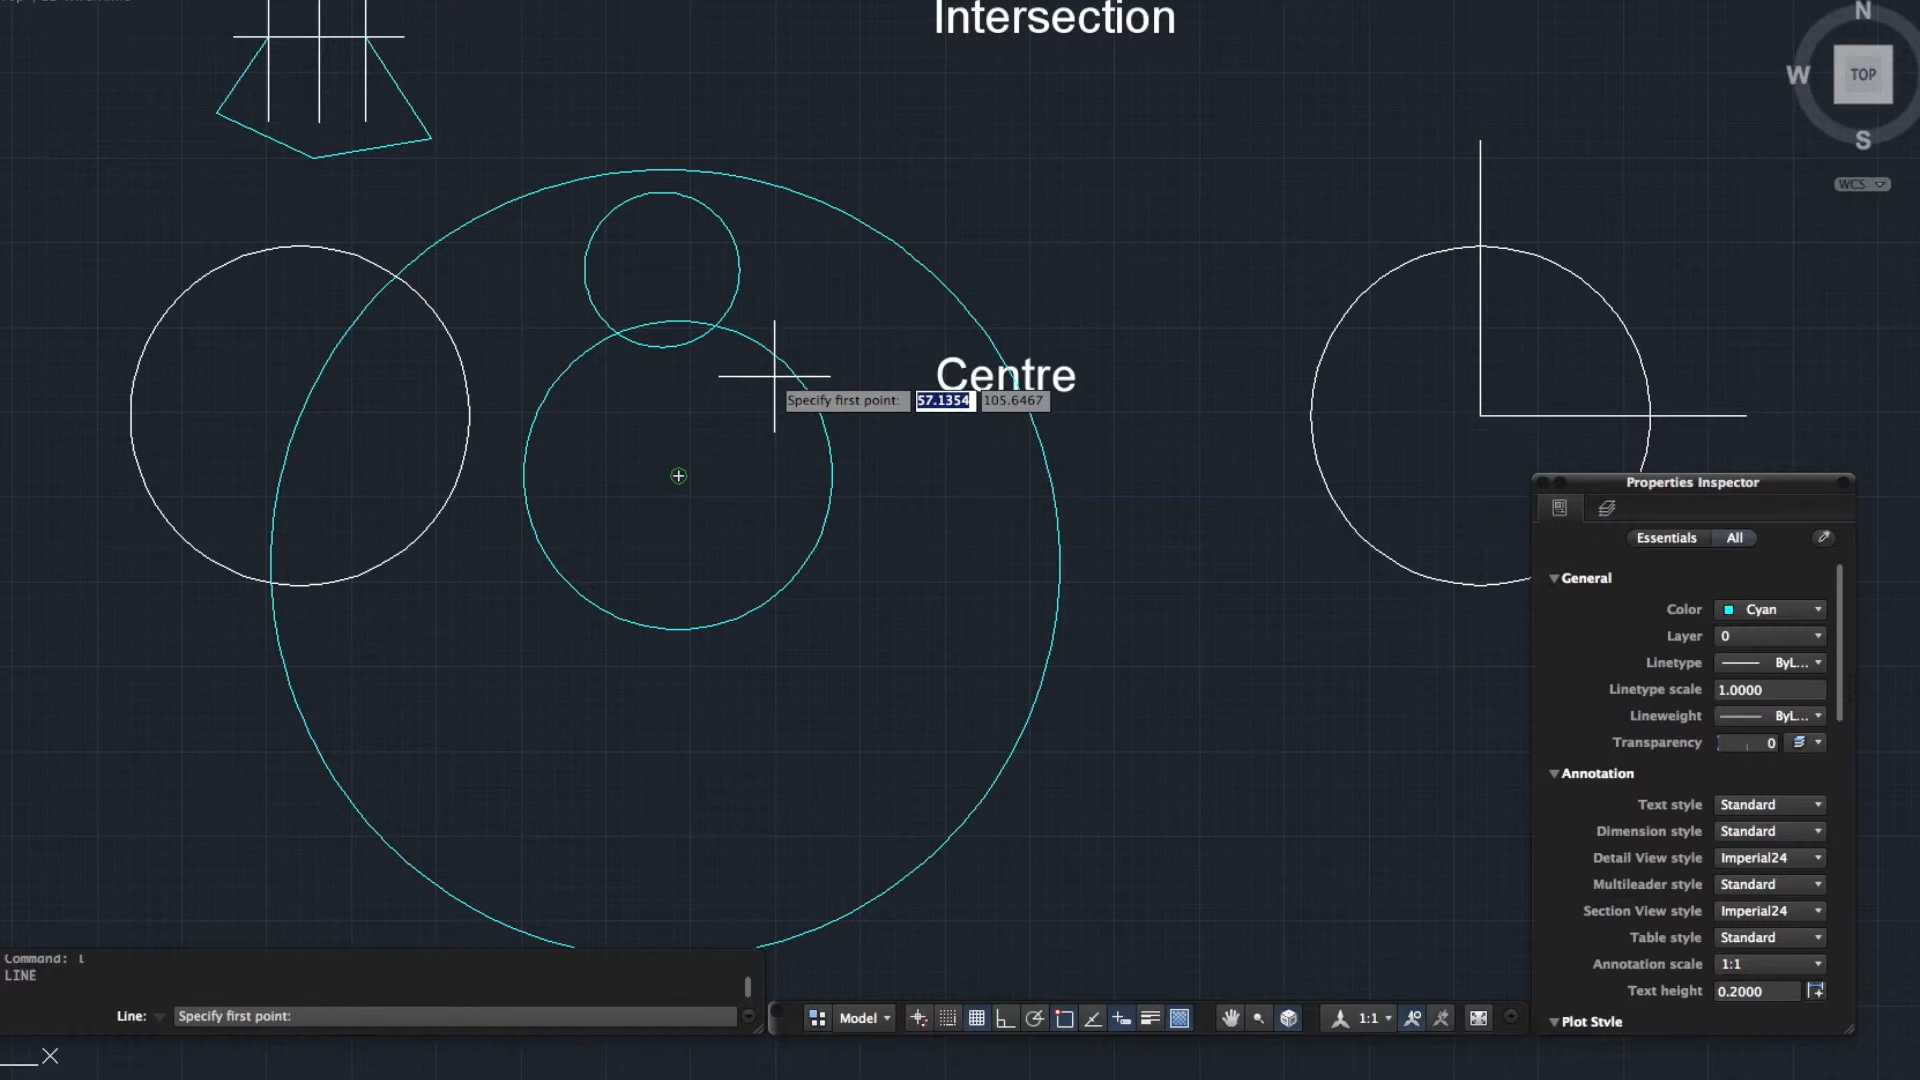 Intersection
N
W
TOP
S
WCS
Centre
Specify first point: 57.1354 105.6467
Properties Inspector
Essentials All
General
Color Cyan
Layer 0
Linetype ByL...
Linetype scale 1.0000
Lineweight ByL...
Transparency 0
Annotation
Text style Standard
Dimension style Standard
Detail View style Imperial24
Multileader style Standard
Section View style Imperial24
Table style Standard
Annotation scale 1:1
Text height 0.2000
Plot Style
Command: l
LINE
Line: Specify first point:
Model
1:1